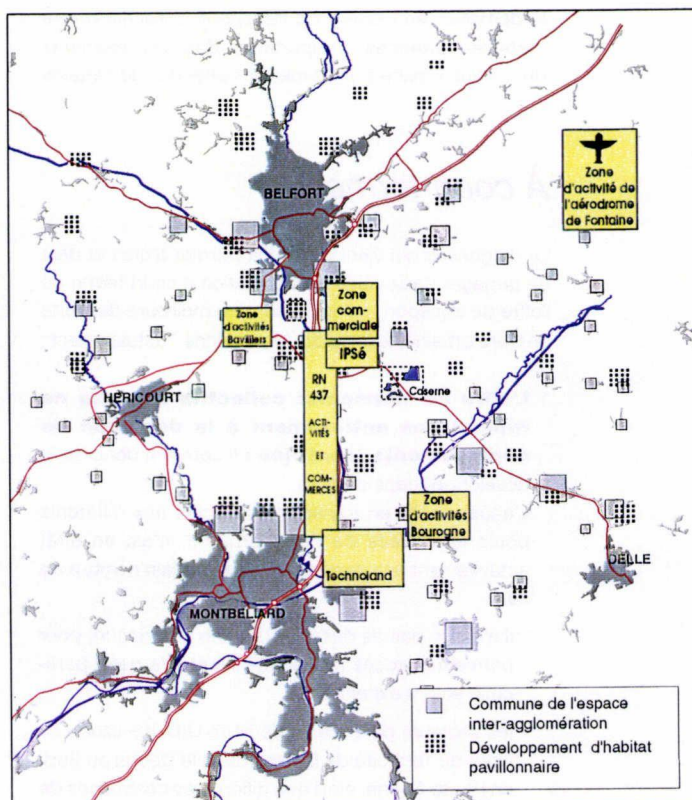 BELFORT
Zone
d'activité de
l'aérodrome
de Fontaine
Zone
d'activités
Bavilliers
Zone
com-
merciale
IPSé
RN
437
ACTI-
VITÉS
ET
COM-
MERCES
Caserne
HÉRICOURT
Zone
d'activités
Bourogne
DELLE
Technoland
MONTBELIARD
Commune de l'espace
inter-agglomération
Développement d'habitat
pavillonnaire